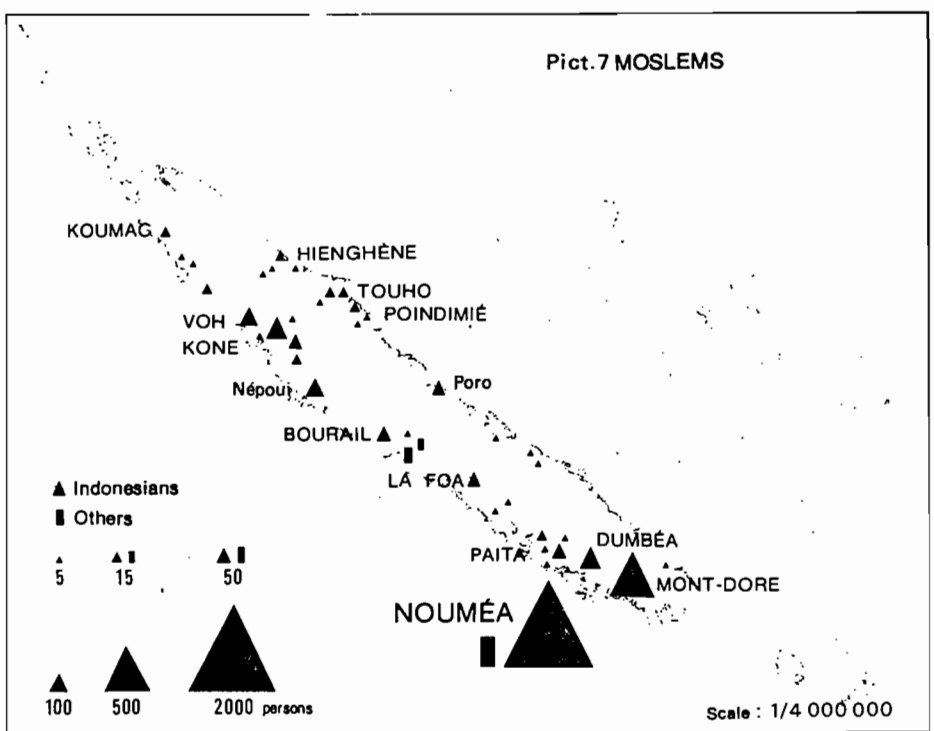 Pict.7 MOSLEMS
KOUMAG
HIENGHÈNE
TOUHO
POINDIMIÉ
VOH
KONE
Népoui
Poro
BOURAIL
LA FOA
▲ Indonesians
▮ Others
5 15 50
PAITA
DUMBÉA
MONT-DORE
NOUMÉA
100 500 2000 persons
Scale : 1/4 000 000